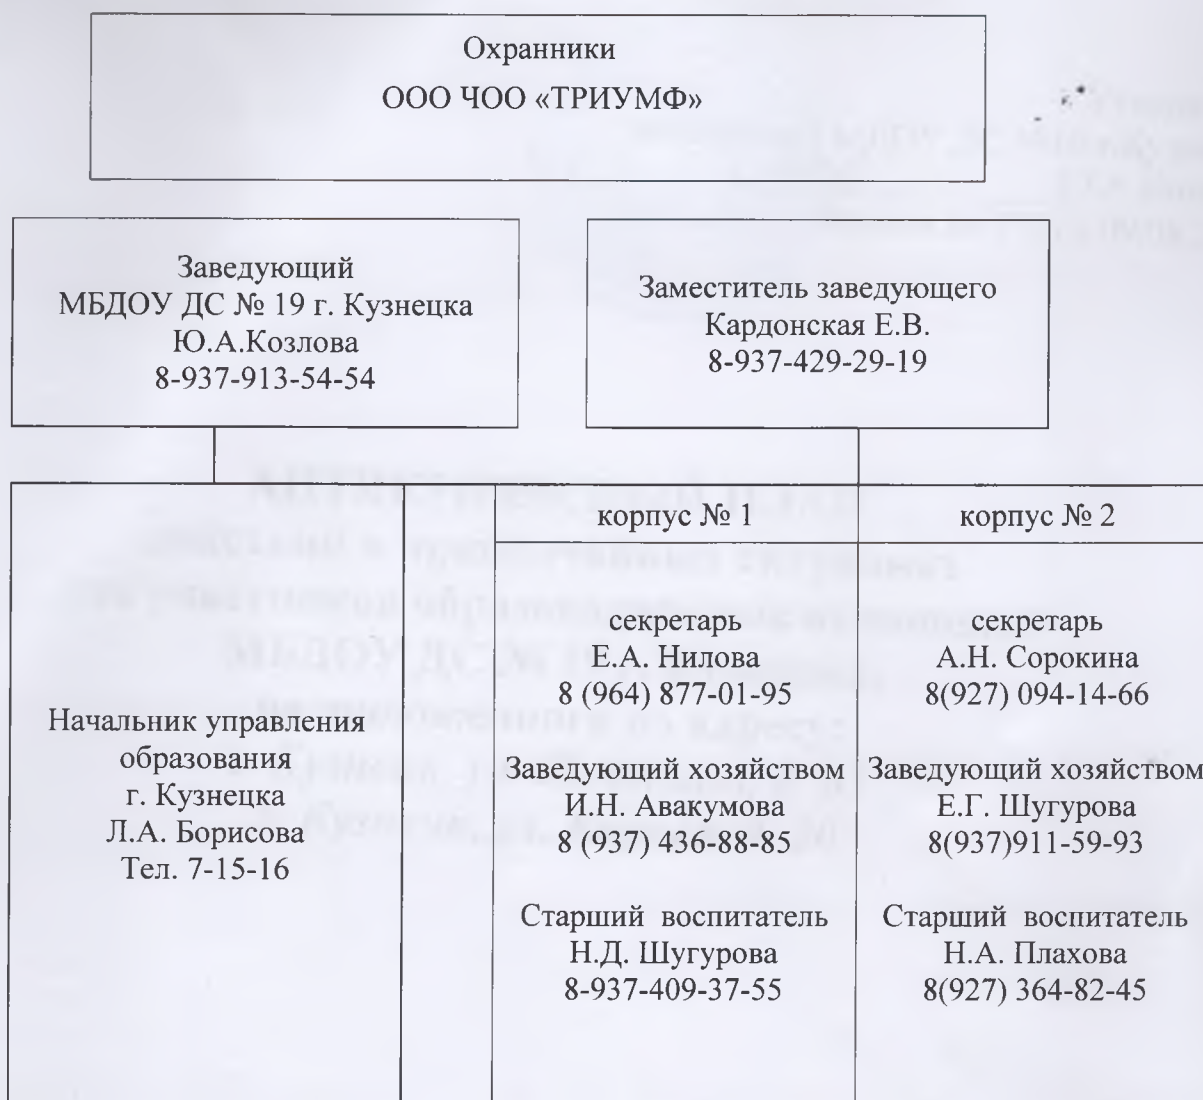 Охранники
ООО ЧОО «ТРИУМФ»
Заведующий
МБДОУ ДС № 19 г. Кузнецка
Ю.А.Козлова
8-937-913-54-54
Заместитель заведующего
Кардонская Е.В.
8-937-429-29-19
Начальник управления
образования
г. Кузнецка
Л.А. Борисова
Тел. 7-15-16
корпус № 1
секретарь
Е.А. Нилова
8 (964) 877-01-95
Заведующий хозяйством
И.Н. Авакумова
8 (937) 436-88-85
Старший воспитатель
Н.Д. Шугурова
8-937-409-37-55
корпус № 2
секретарь
А.Н. Сорокина
8(927) 094-14-66
Заведующий хозяйством
Е.Г. Шугурова
8(937)911-59-93
Старший воспитатель
Н.А. Плахова
8(927) 364-82-45